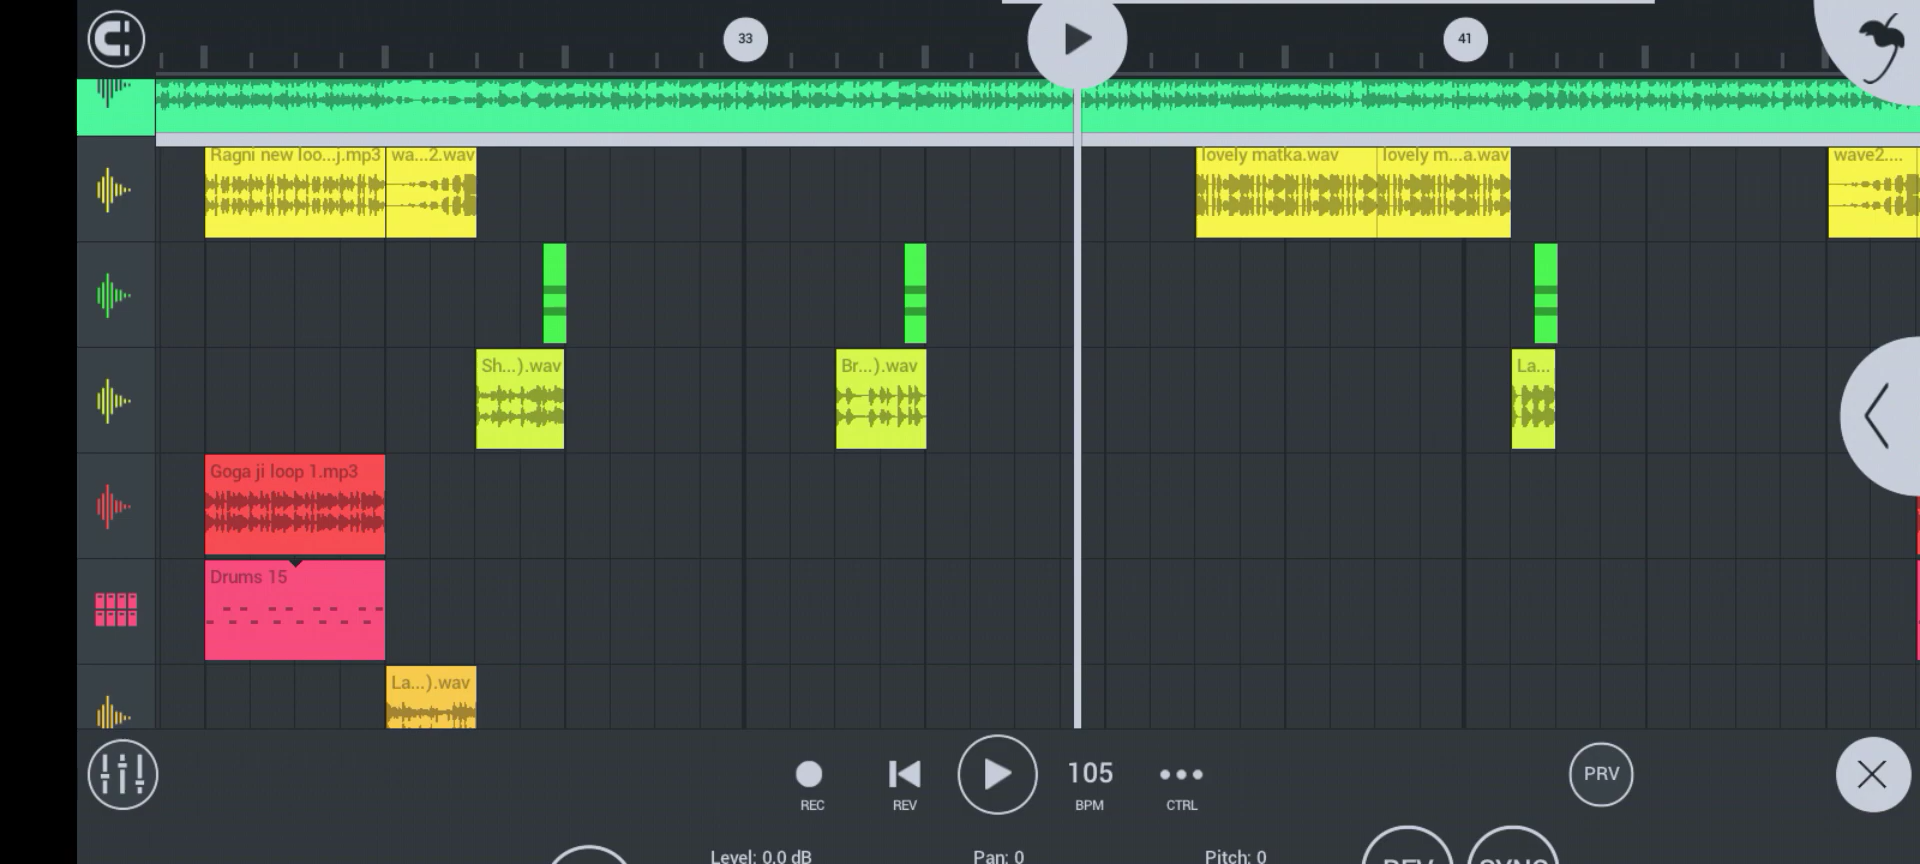 33
41
Ragni new loo...j.mp3
wa...2.wav
lovely matka.wav
lovely m...a.wav
wave2....
Sh...).wav
Br...).wav
La...
Goga ji loop 1.mp3
Drums 15
La...).wav
105
PRV
REC
REV
BPM
CTRL
Level: 0.0 dB
Pan: 0
Pitch: 0
REV
SYNC